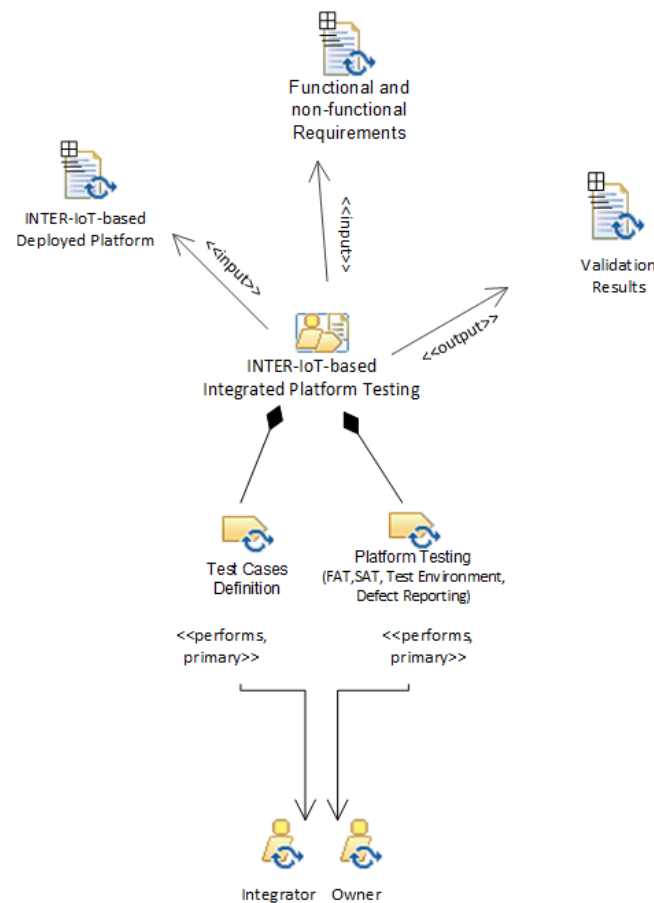 Functional and
non-functional
Requirements
INTER-IoT-based
Deployed Platform
<<input>>
<<input>>
Validation
Results
<<output>>
INTER-IoT-based
Integrated Platform Testing
Test Cases
Definition
Platform Testing
(FAT,SAT, Test Environment,
Defect Reporting)
<<performs,
primary>>
<<performs,
primary>>
Integrator
Owner